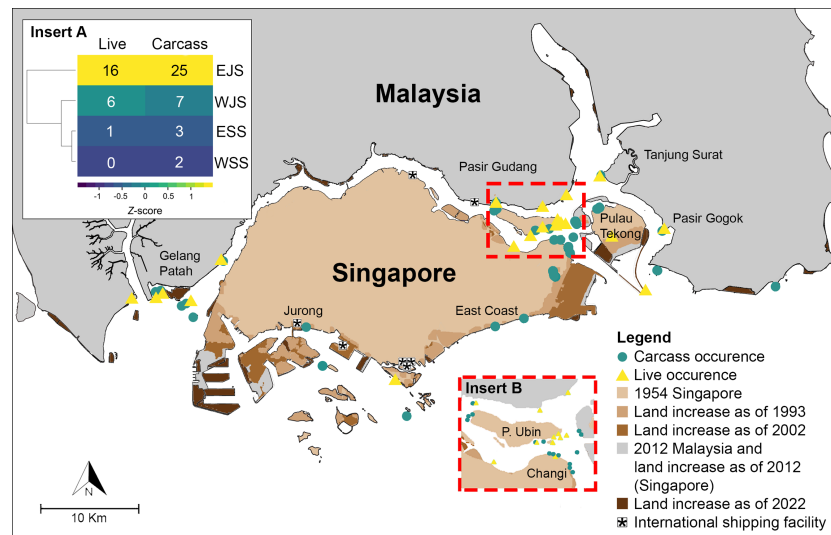 Insert A
Live Carcass
16 25 EJS
6 7 WJS
1 3 ESS
0 2 WSS
-1 -0.5 0 0.5 1
Z-score
Malaysia
Pasir Gudang
Tanjung Surat
Pulau
Tekong
Pasir Gogok
Gelang
Patah
Singapore
Jurong
East Coast
Insert B
P. Ubin
Changi
Legend
Carcass occurence
Live occurence
1954 Singapore
Land increase as of 1993
Land increase as of 2002
2012 Malaysia and
land increase as of 2012
(Singapore)
Land increase as of 2022
International shipping facility
N
10 Km